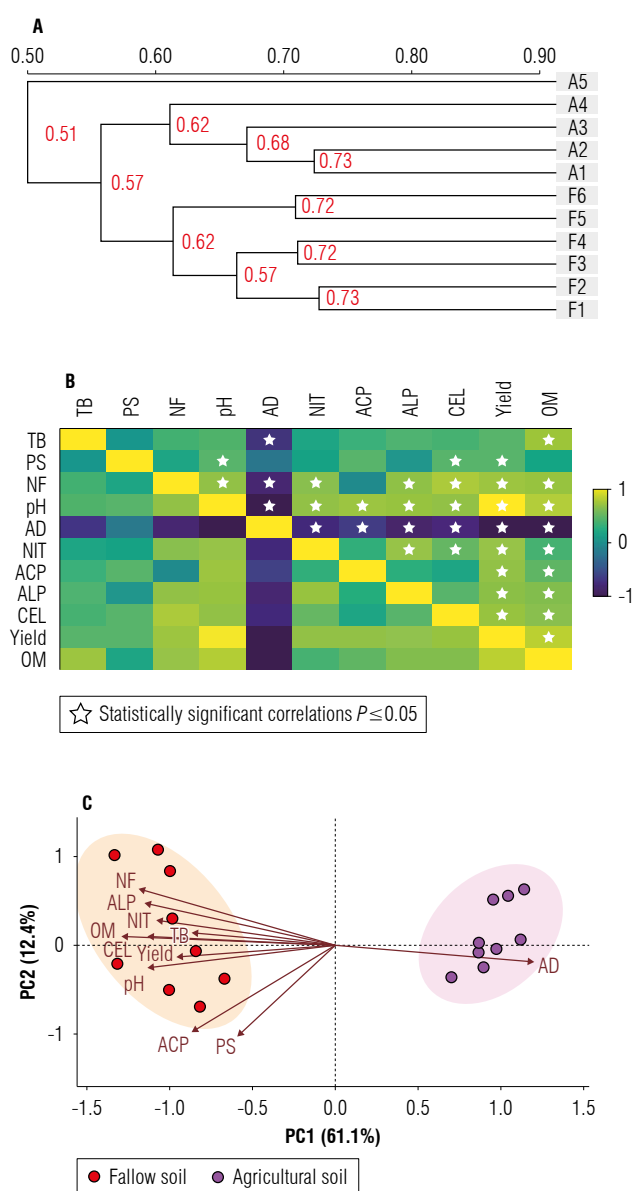 A
0.50 0.60 0.70 0.80 0.90
A5
A4
0.62 A3
0.51 0.68 A2
0.73 A1
0.57
F6
0.72 F5
0.62 F4
0.72 F3
0.57 F2
0.73 F1
B
TB PS NF pH AD NIT ACP ALP CEL Yield OM
TB
PS
NF
pH
AD
NIT
ACP
ALP
CEL
Yield
OM
1
0
-1
Statistically significant correlations P≤0.05
C
PC2 (12.4%)
1
0
-1
NF
ALP
NIT
OM TB
CEL Yield
pH
ACP PS
AD
-1.5 -1.0 -0.5 0.0 0.5 1.0 1.5
PC1 (61.1%)
Fallow soil Agricultural soil